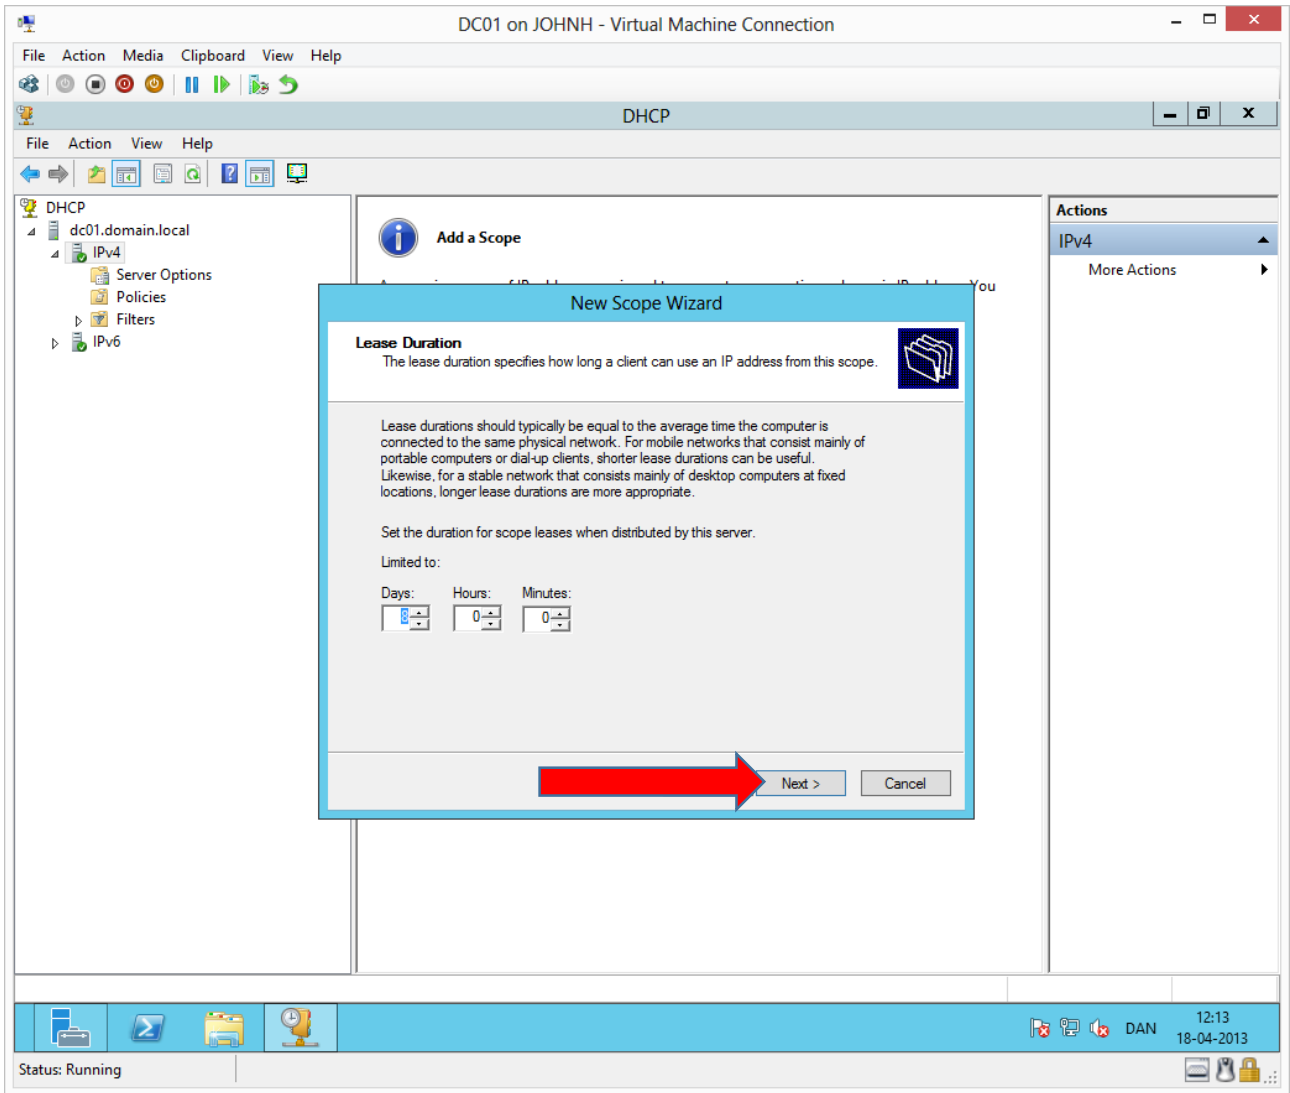 DC01 on JOHNH - Virtual Machine Connection
File Action Media Clipboard View Help
DHCP
File Action View Help
DHCP
dc01.domain.local
IPv4
Server Options
Policies
Filters
IPv6
Add a Scope
You
Actions
IPv4
More Actions
New Scope Wizard
Lease Duration
The lease duration specifies how long a client can use an IP address from this scope.
Lease durations should typically be equal to the average time the computer is
connected to the same physical network. For mobile networks that consist mainly of
portable computers or dial-up clients, shorter lease durations can be useful.
Likewise, for a stable network that consists mainly of desktop computers at fixed
locations, longer lease durations are more appropriate.
Set the duration for scope leases when distributed by this server.
Limited to:
Days: Hours: Minutes:
8 0 0
Next > Cancel
DAN
12:13
18-04-2013
Status: Running